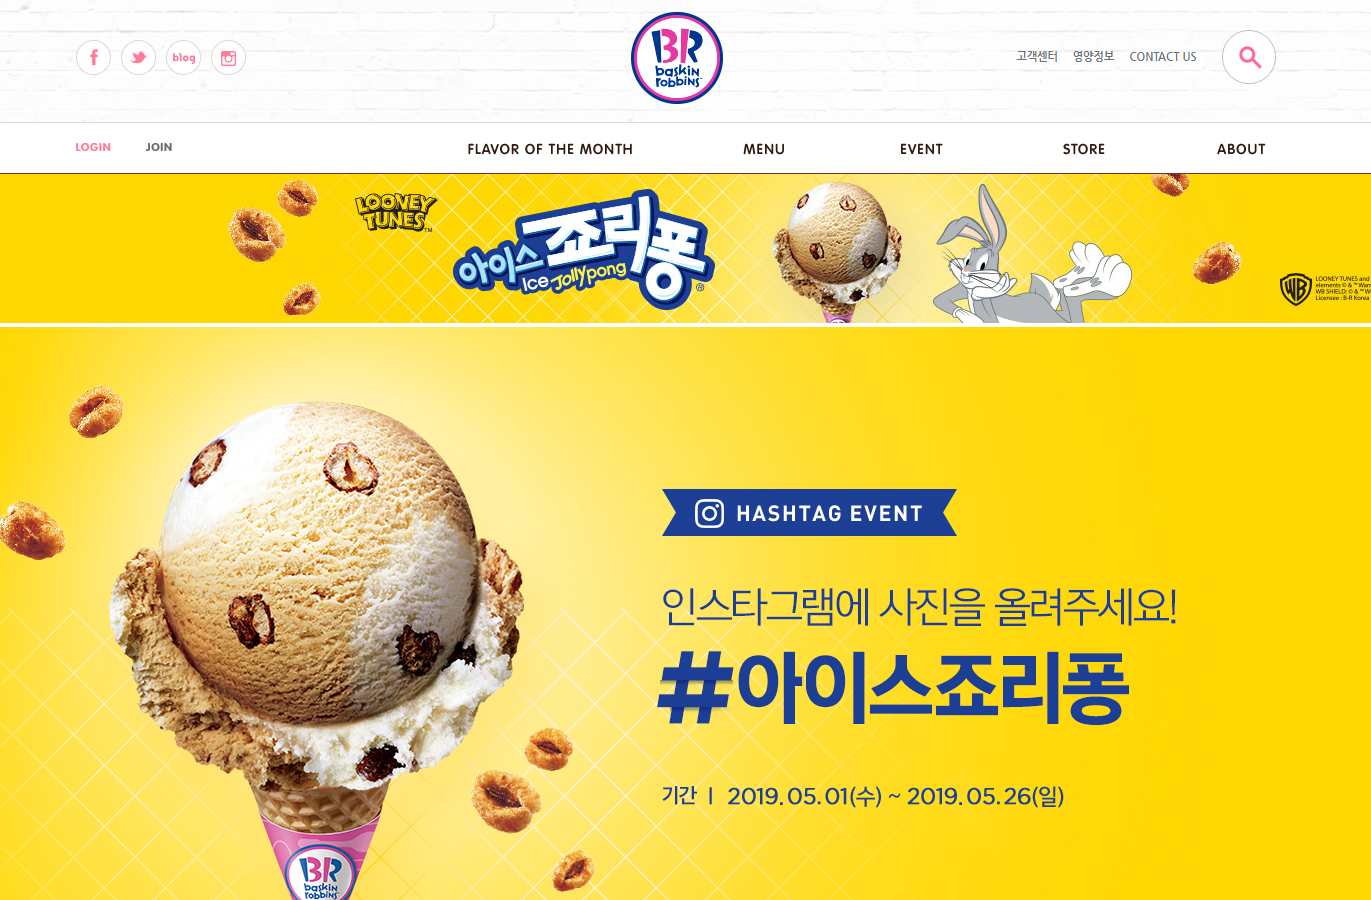 blog
BR
baskin
robbins
고객센터 영양정보 CONTACT US
LOGIN JOIN
FLAVOR OF THE MONTH MENU EVENT STORE ABOUT
LOONEY
TUNES™
아이스 죠리퐁®
Ice Jollypong
WB
LOONEY TUNES and
elements © & ™ Warn
WB SHIELD: © & ™ W
Licensee : B-R Korea
HASHTAG EVENT
인스타그램에 사진을 올려주세요!
#아이스죠리퐁
기간 | 2019.05.01(수) ~ 2019.05.26(일)
BR
baskin
robbins